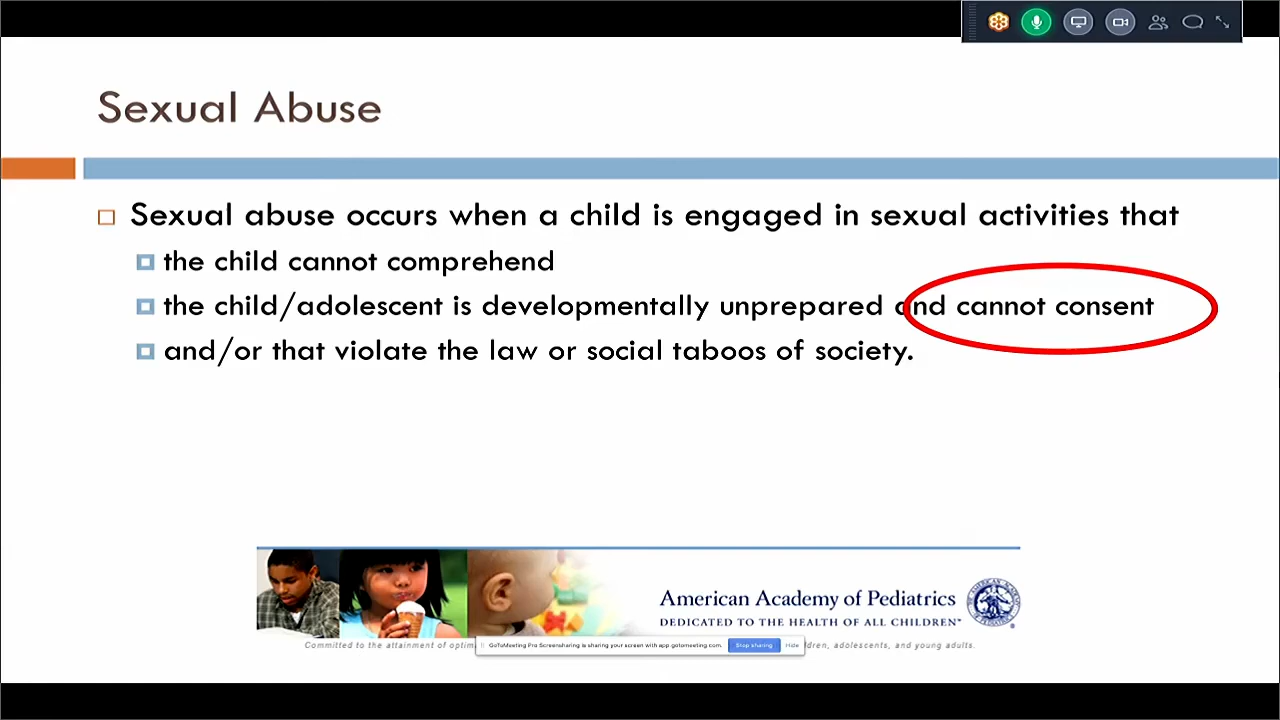 Sexual Abuse
Sexual abuse occurs when a child is engaged in sexual activities that
the child cannot comprehend
the child/adolescent is developmentally unprepared and cannot consent
and/or that violate the law or social taboos of society.
American Academy of Pediatrics
DEDICATED TO THE HEALTH OF ALL CHILDREN™
Committed to the attainment of optim
GoToMeeting Pro Screensharing is sharing your screen with app.gotomeeting.com. Stop sharing Hide
dren, adolescents, and young adults.